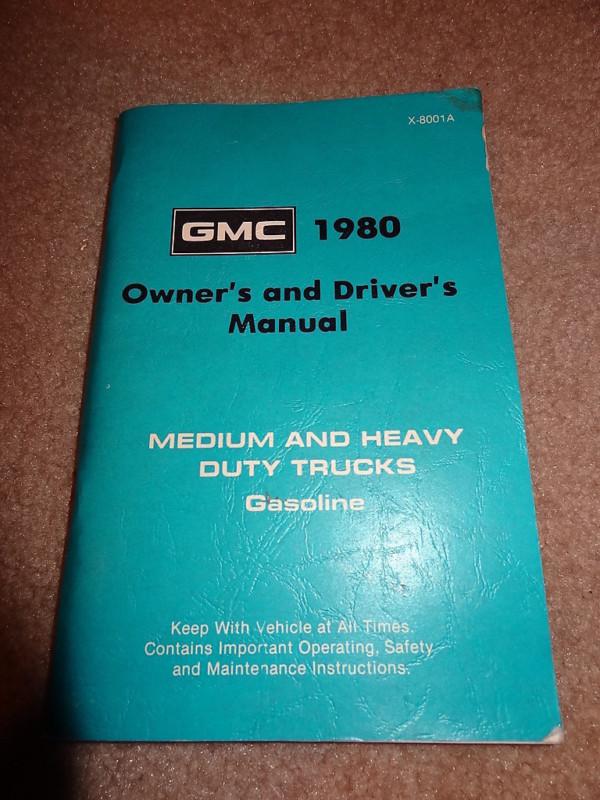 X-8001A
GMC 1980
Owner's and Driver's
Manual
MEDIUM AND HEAVY
DUTY TRUCKS
Gasoline
Keep With Vehicle at All Times.
Contains Important Operating, Safety
and Maintenance Instructions.